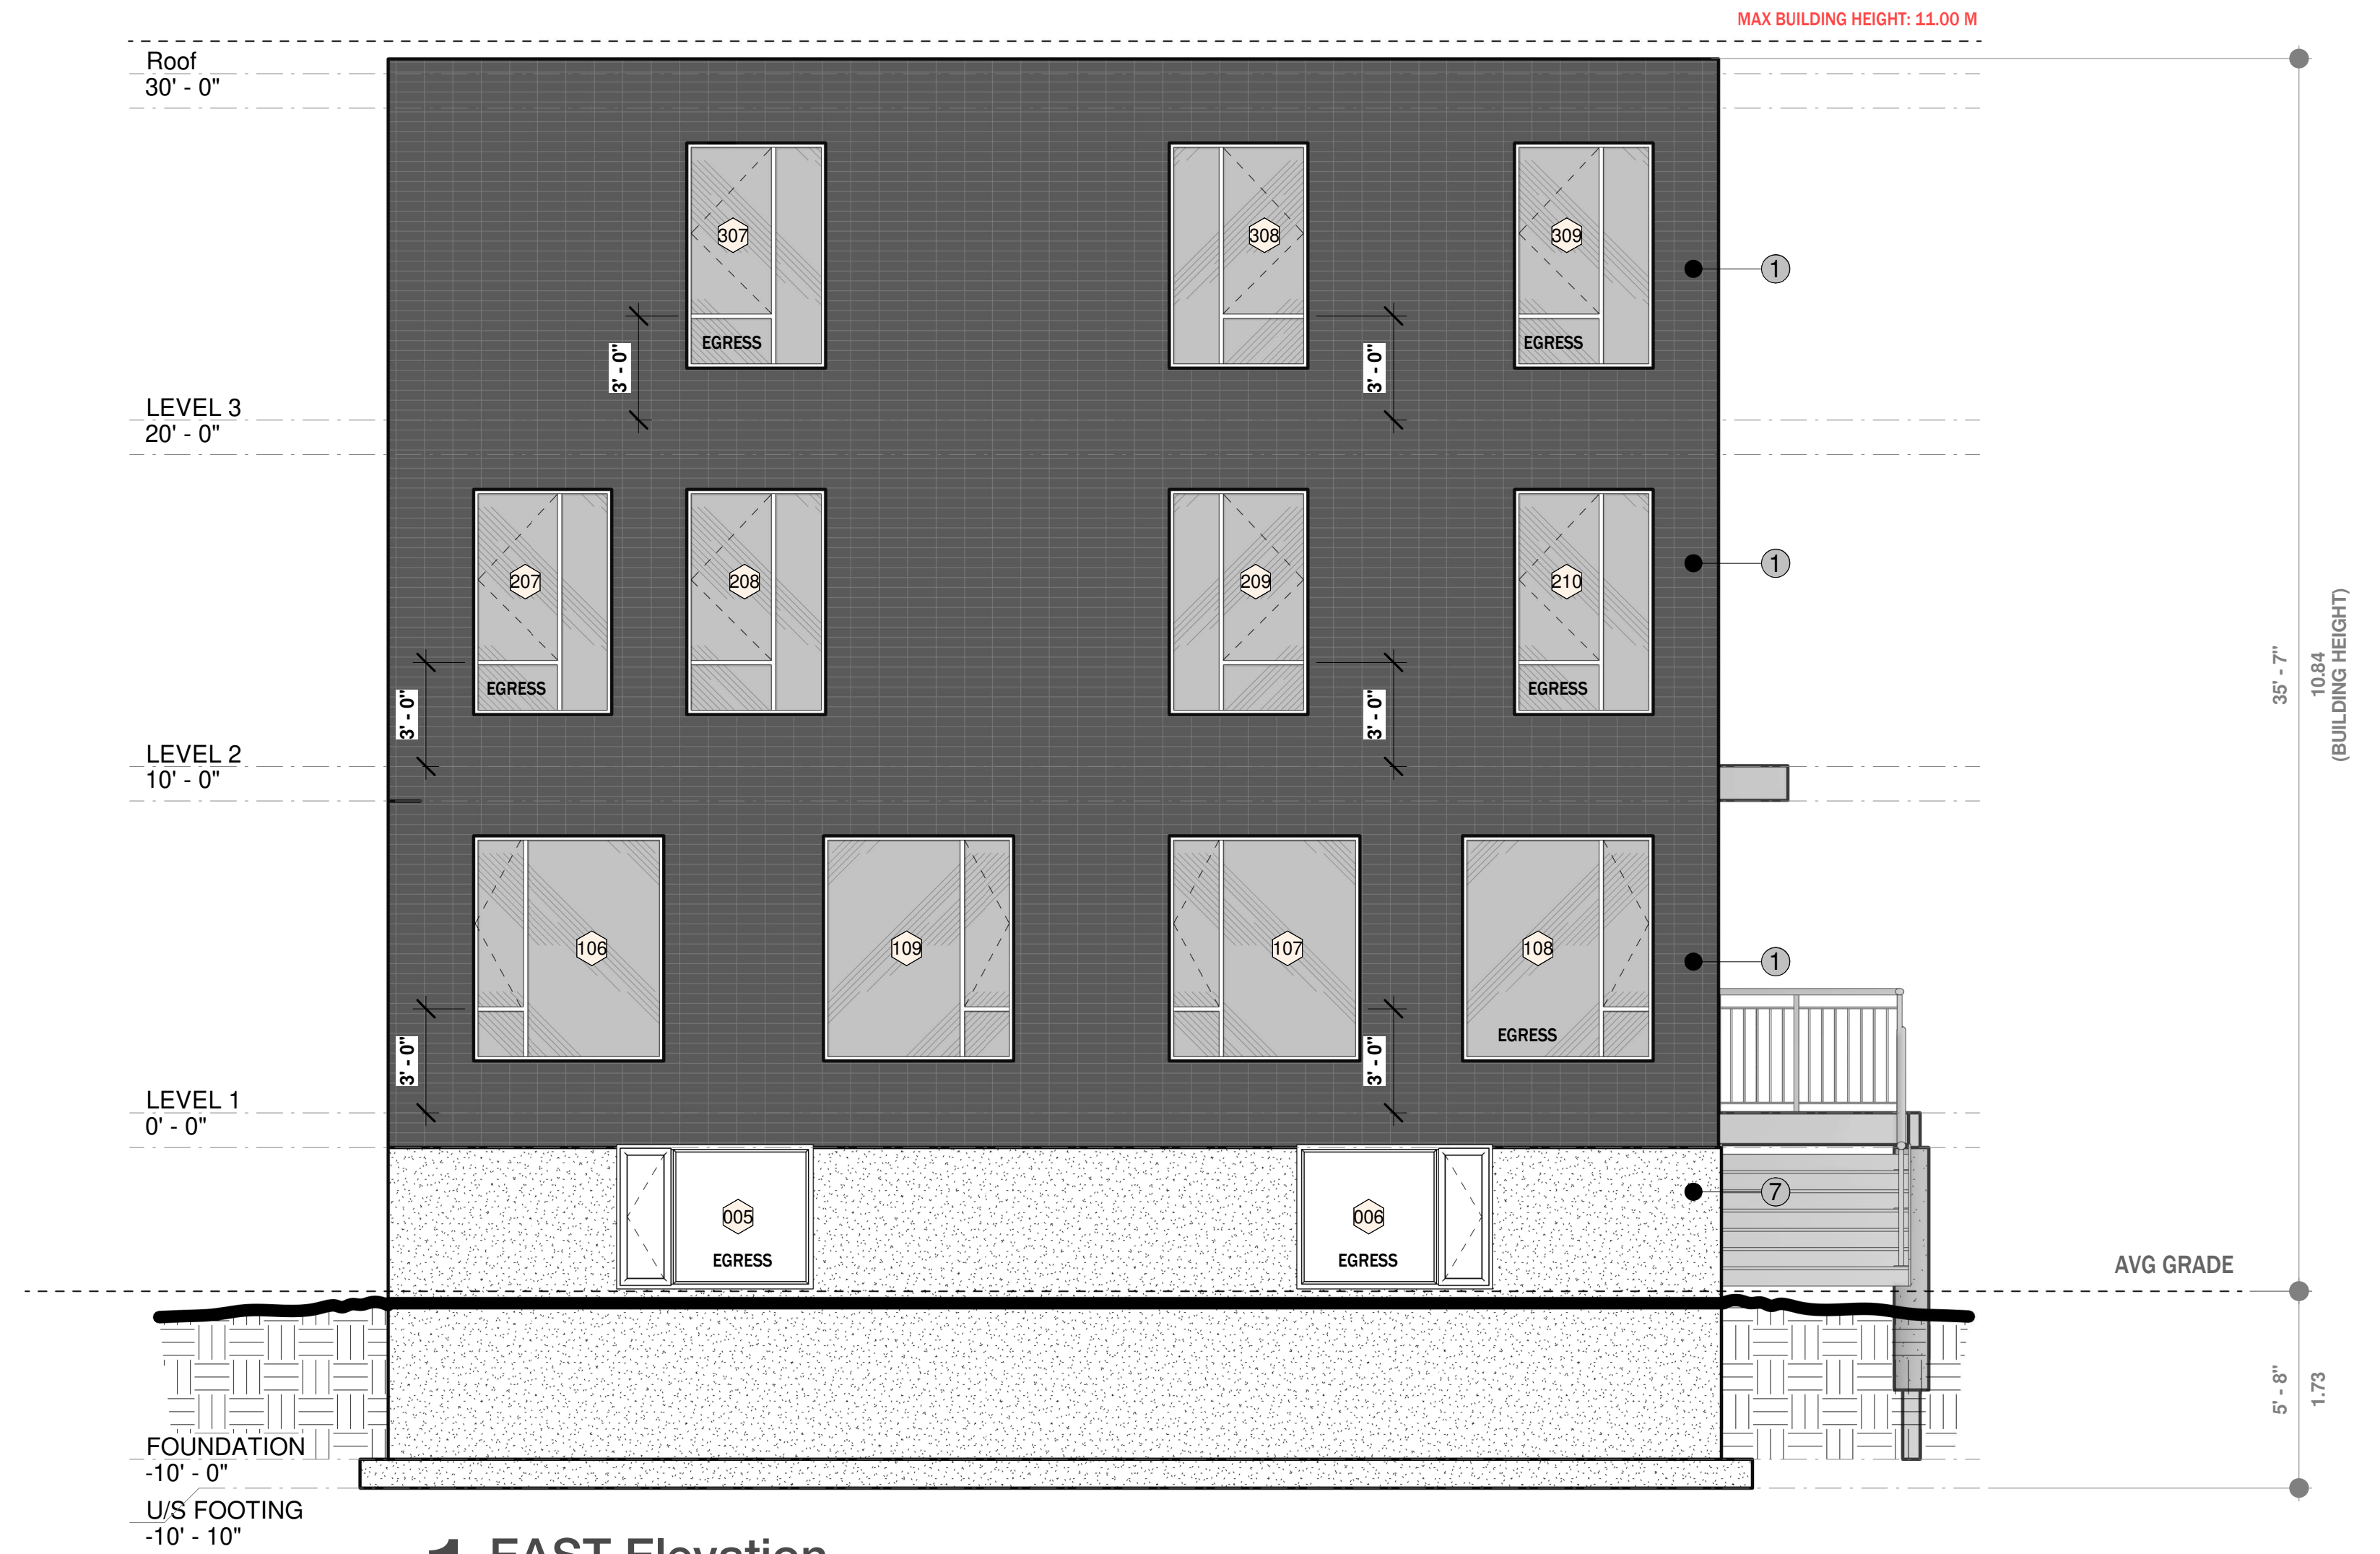 MAX BUILDING HEIGHT: 11.00 M
Roof
30' - 0"
307
308
309
1
EGRESS
EGRESS
3' - 0"
3' - 0"
LEVEL 3
20' - 0"
207
208
209
210
1
EGRESS
EGRESS
3' - 0"
3' - 0"
35' - 7"
10.84
(BUILDING HEIGHT)
LEVEL 2
10' - 0"
106
109
107
108
1
EGRESS
3' - 0"
3' - 0"
LEVEL 1
0' - 0"
005
006
7
EGRESS
EGRESS
AVG GRADE
5' - 8"
1.73
FOUNDATION
-10' - 0"
U/S FOOTING
-10' - 10"
1 EAST Elevation